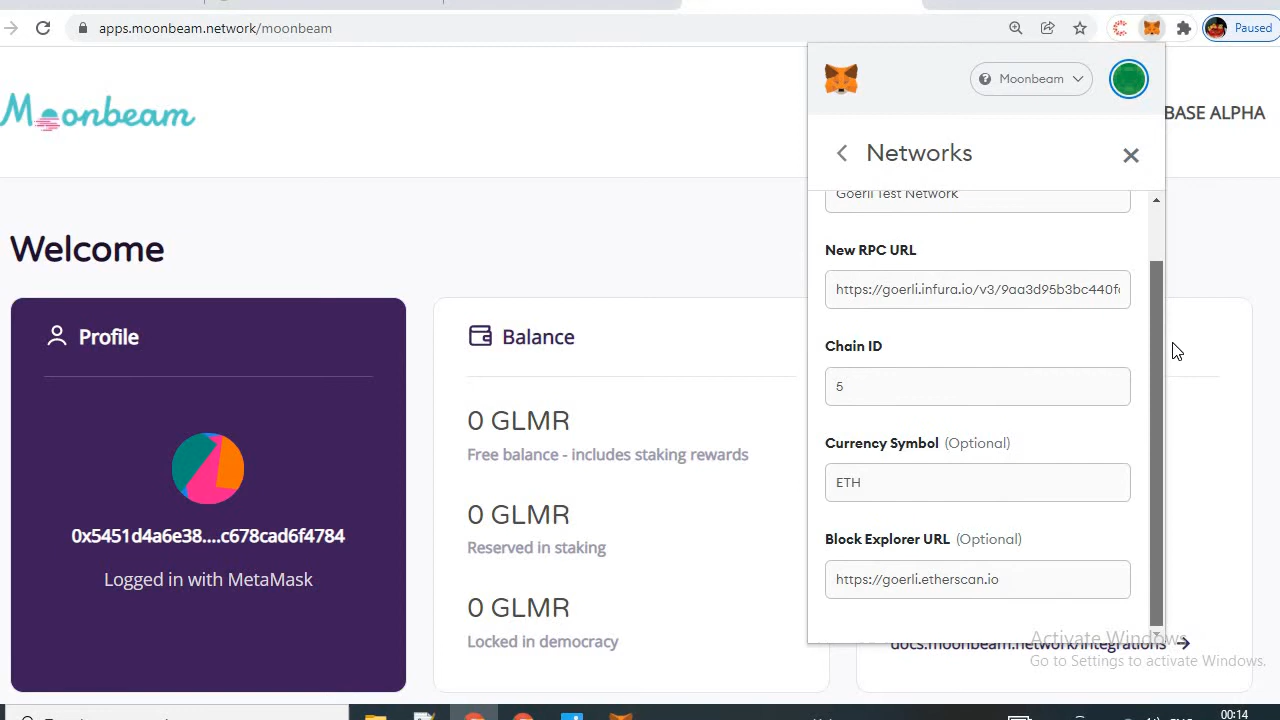 apps.moonbeam.network/moonbeam
Paused
Moonbeam
Moonbeam
BASE ALPHA
Networks
Goerli Test Network
New RPC URL
https://goerli.infura.io/v3/9aa3d95b3bc440f
Chain ID
5
Currency Symbol (Optional)
ETH
Block Explorer URL (Optional)
https://goerli.etherscan.io
Welcome
Profile
0x5451d4a6e38....c678cad6f4784
Logged in with MetaMask
Balance
0 GLMR
Free balance - includes staking rewards
0 GLMR
Reserved in staking
0 GLMR
Locked in democracy
docs.moonbeam.network/integrations
Activate Windows
Go to Settings to activate Windows.
00:14